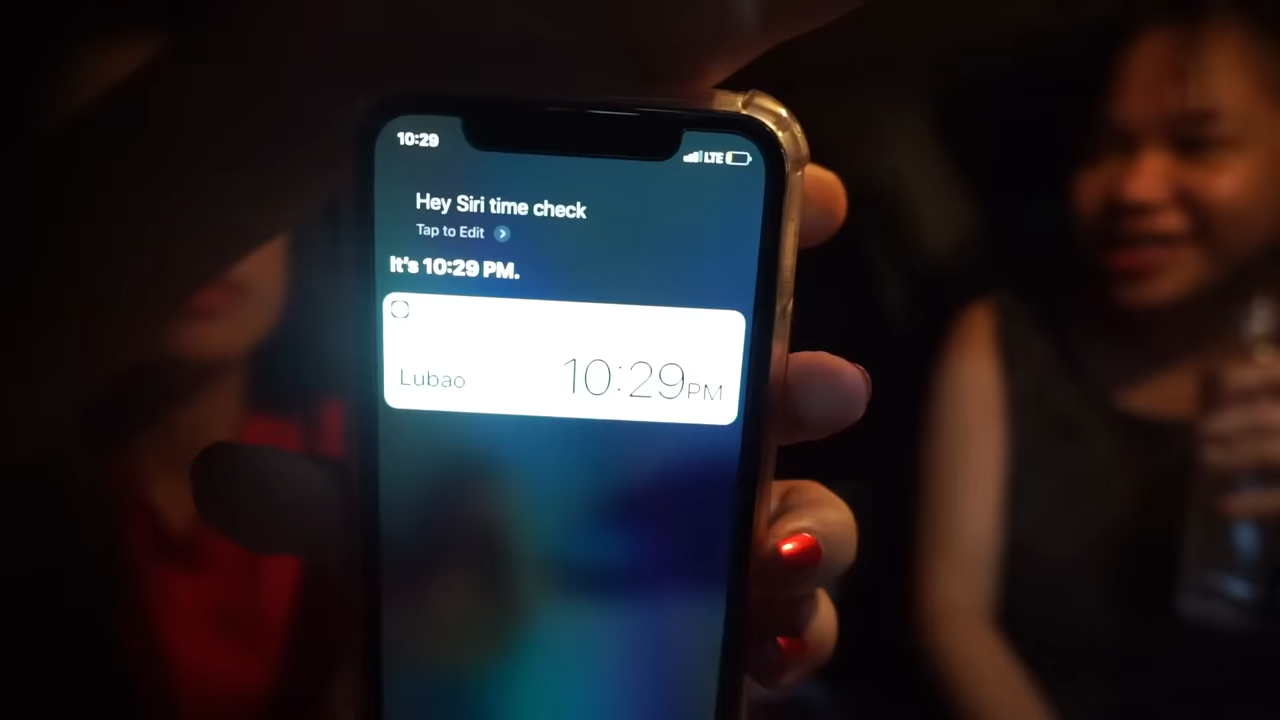 10:29
LTE
Hey Siri time check
Tap to Edit
It's 10:29 PM.
Lubao
10:29PM